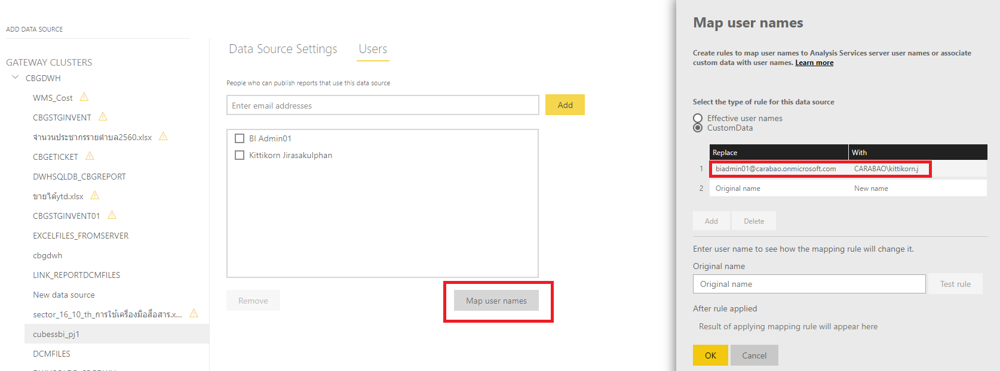 ADD DATA SOURCE
GATEWAY CLUSTERS
CBGDWH
WMS_Cost
CBGSTGINVENT
จำนวนประชากรรายตำบล2560.xlsx
CBGETICKET
DWHSQLDB_CBGREPORT
ขายได้ytd.xlsx
CBGSTGINVENT01
EXCELFILES_FROMSERVER
cbgdwh
LINK_REPORTDCMFILES
New data source
sector_16_10_th_การใช้เครื่องมือสื่อสาร.x...
cubessbi_pj1
DCMFILES
Data Source Settings Users
People who can publish reports that use this data source
Enter email addresses Add
BI Admin01
Kittikorn Jirasakulphan
Remove Map user names
Map user names
Create rules to map user names to Analysis Services server user names or associate
custom data with user names. Learn more
Select the type of rule for this data source
Effective user names
CustomData
Replace With
1 biadmin01@carabao.onmicrosoft.com CARABAO\kittikorn.j
2 Original name New name
Add Delete
Enter user name to see how the mapping rule will change it.
Original name
Original name Test rule
After rule applied
Result of applying mapping rule will appear here
OK Cancel